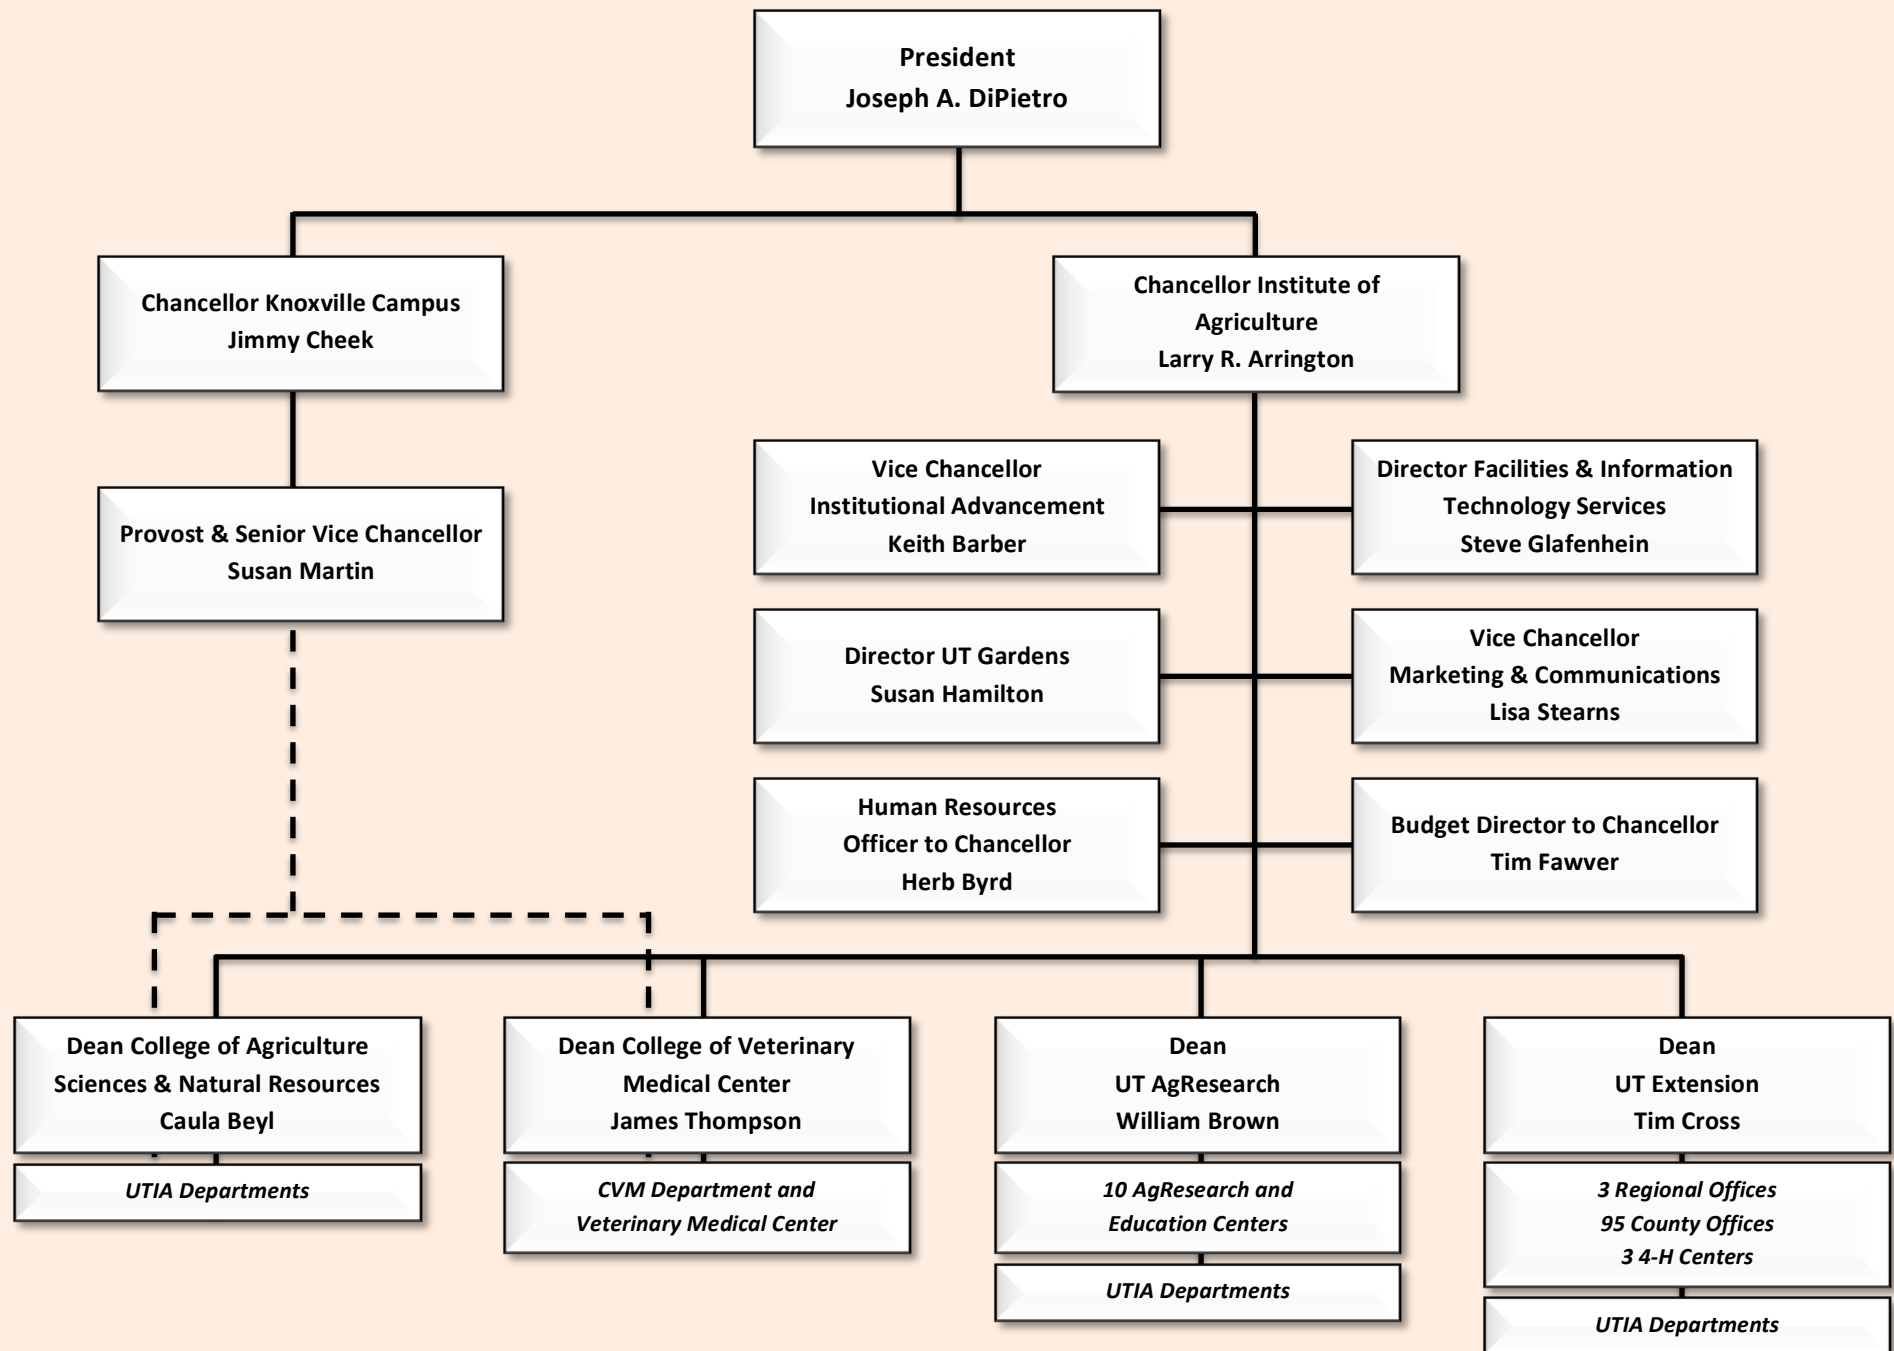 President
Joseph A. DiPietro
Chancellor Knoxville Campus
Jimmy Cheek
Chancellor Institute of
Agriculture
Larry R. Arrington
Provost & Senior Vice Chancellor
Susan Martin
Vice Chancellor
Institutional Advancement
Keith Barber
Director Facilities & Information
Technology Services
Steve Glafenhein
Director UT Gardens
Susan Hamilton
Vice Chancellor
Marketing & Communications
Lisa Stearns
Human Resources
Officer to Chancellor
Herb Byrd
Budget Director to Chancellor
Tim Fawver
Dean College of Agriculture
Sciences & Natural Resources
Caula Beyl
UTIA Departments
Dean College of Veterinary
Medical Center
James Thompson
CVM Department and
Veterinary Medical Center
Dean
UT AgResearch
William Brown
10 AgResearch and
Education Centers
UTIA Departments
Dean
UT Extension
Tim Cross
3 Regional Offices
95 County Offices
3 4-H Centers
UTIA Departments